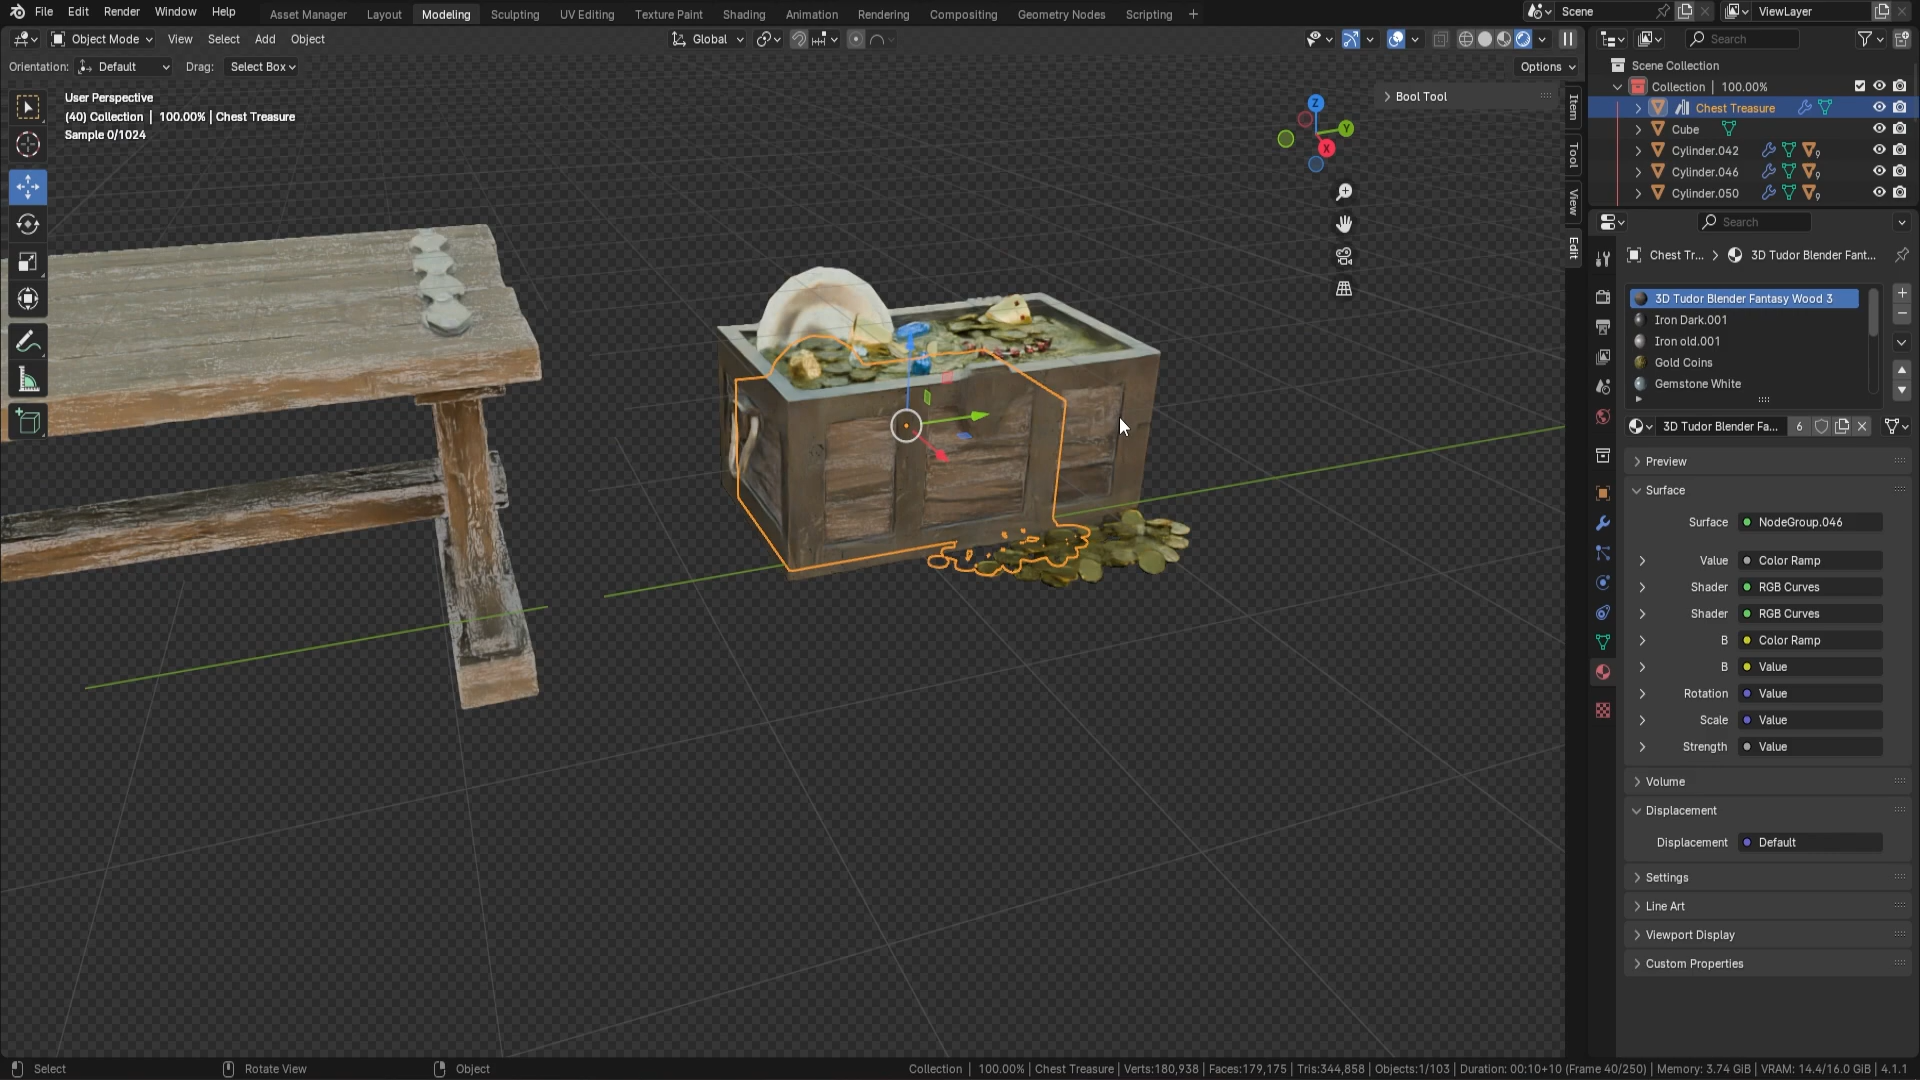 File Edit Render Window Help
Asset Manager Layout Modeling Sculpting UV Editing Texture Paint Shading Animation Rendering Compositing Geometry Nodes Scripting +
Scene
ViewLayer
Object Mode View Select Add Object
Global
Search
Orientation: Default Drag: Select Box
Options
User Perspective
(40) Collection | 100.00% | Chest Treasure
Sample 0/1024
Bool Tool
Z
Y
X
Item
Tool
View
Edit
Scene Collection
Collection | 100.00%
Chest Treasure
Cube
Cylinder.042 9
Cylinder.046 9
Cylinder.050 9
Search
Chest Tr... > 3D Tudor Blender Fant...
3D Tudor Blender Fantasy Wood 3
Iron Dark.001
Iron old.001
Gold Coins
Gemstone White
3D Tudor Blender Fa... 6
Preview
Surface
Surface NodeGroup.046
Value Color Ramp
Shader RGB Curves
Shader RGB Curves
B Color Ramp
B Value
Rotation Value
Scale Value
Strength Value
Volume
Displacement
Displacement Default
Settings
Line Art
Viewport Display
Custom Properties
Select
Rotate View
Object
Collection | 100.00% | Chest Treasure | Verts:180,938 | Faces:179,175 | Tris:344,858 | Objects:1/103 | Duration: 00:10+10 (Frame 40/250) | Memory: 3.74 GiB | VRAM: 14.4/16.0 GiB | 4.1.1